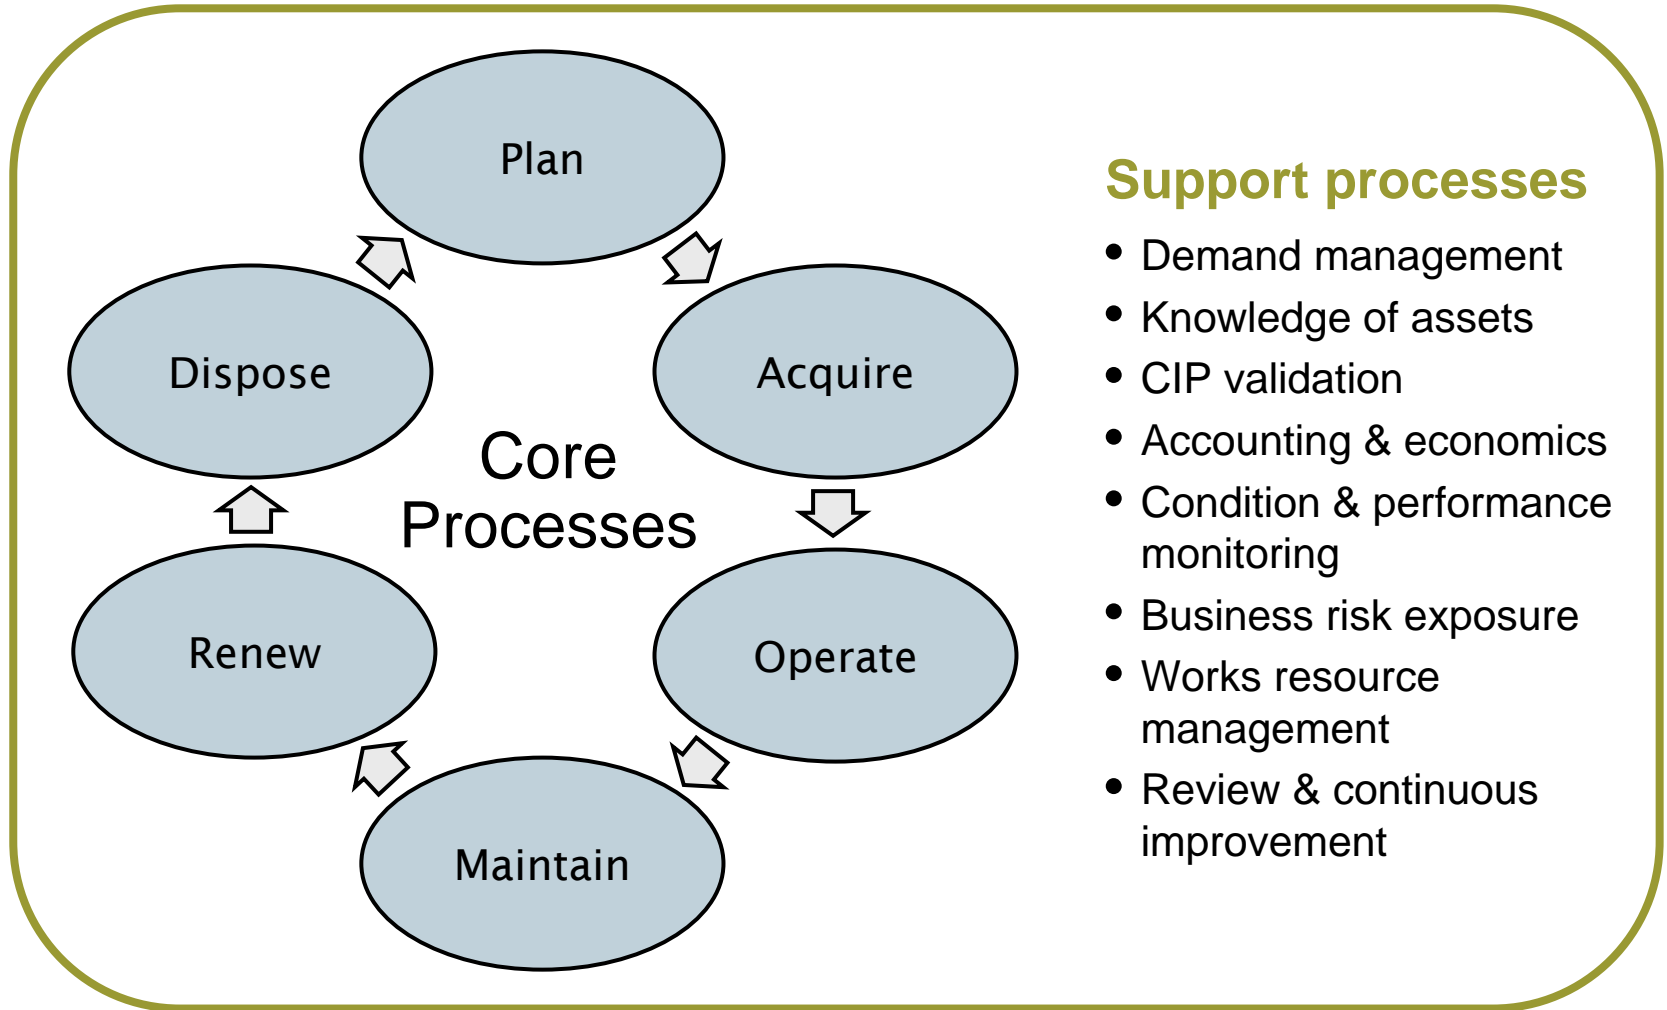 Plan
Acquire
Operate
Maintain
Renew
Dispose
Core
Processes
Support processes
• Demand management
• Knowledge of assets
• CIP validation
• Accounting & economics
• Condition & performance
monitoring
• Business risk exposure
• Works resource
management
• Review & continuous
improvement